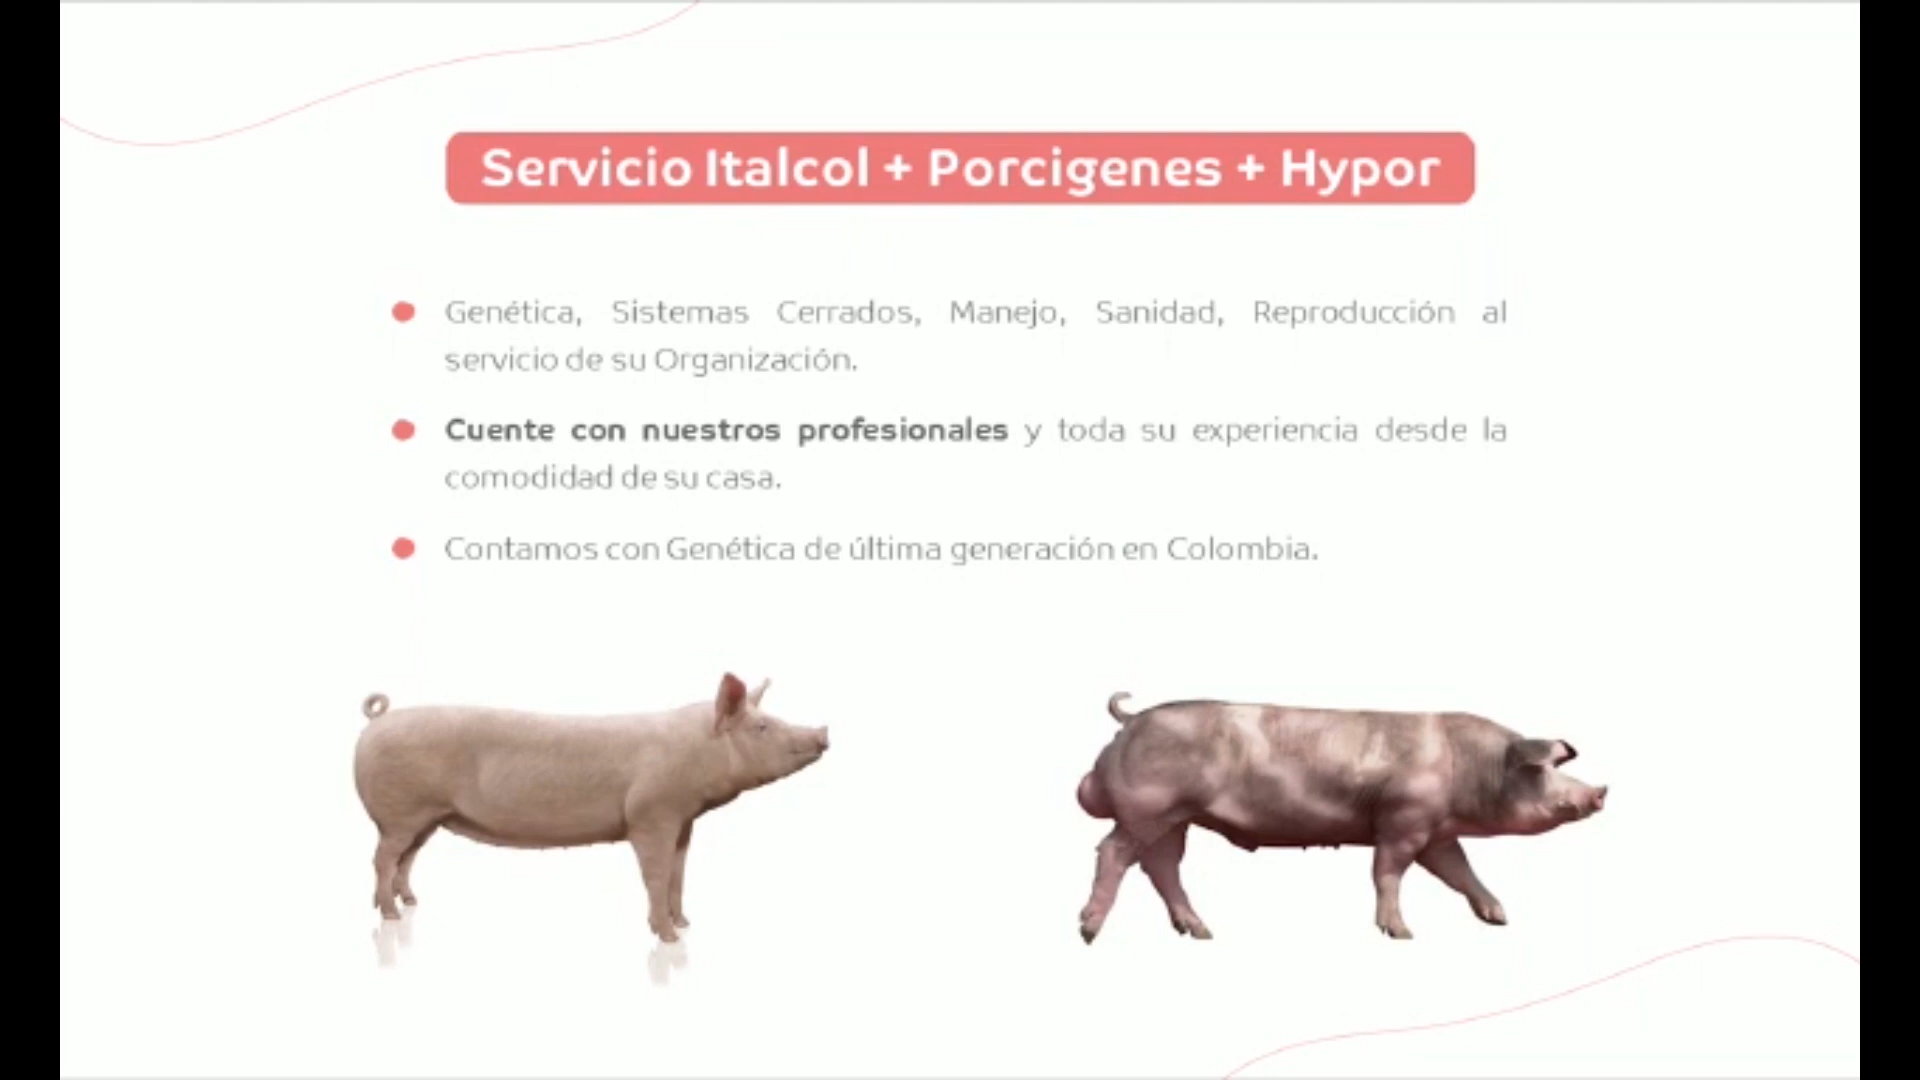 Servicio Italcol + Porcigenes + Hypor
Genética, Sistemas Cerrados, Manejo, Sanidad, Reproducción al
servicio de su Organización.
Cuente con nuestros profesionales y toda su experiencia desde la
comodidad de su casa.
Contamos con Genética de última generación en Colombia.